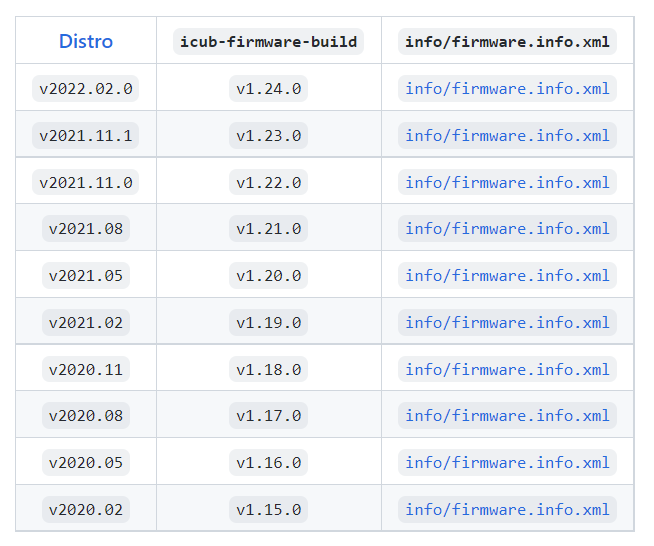 Distro icub-firmware-build info/firmware.info.xml
v2022.02.0 v1.24.0 info/firmware.info.xml
v2021.11.1 v1.23.0 info/firmware.info.xml
v2021.11.0 v1.22.0 info/firmware.info.xml
v2021.08 v1.21.0 info/firmware.info.xml
v2021.05 v1.20.0 info/firmware.info.xml
v2021.02 v1.19.0 info/firmware.info.xml
v2020.11 v1.18.0 info/firmware.info.xml
v2020.08 v1.17.0 info/firmware.info.xml
v2020.05 v1.16.0 info/firmware.info.xml
v2020.02 v1.15.0 info/firmware.info.xml